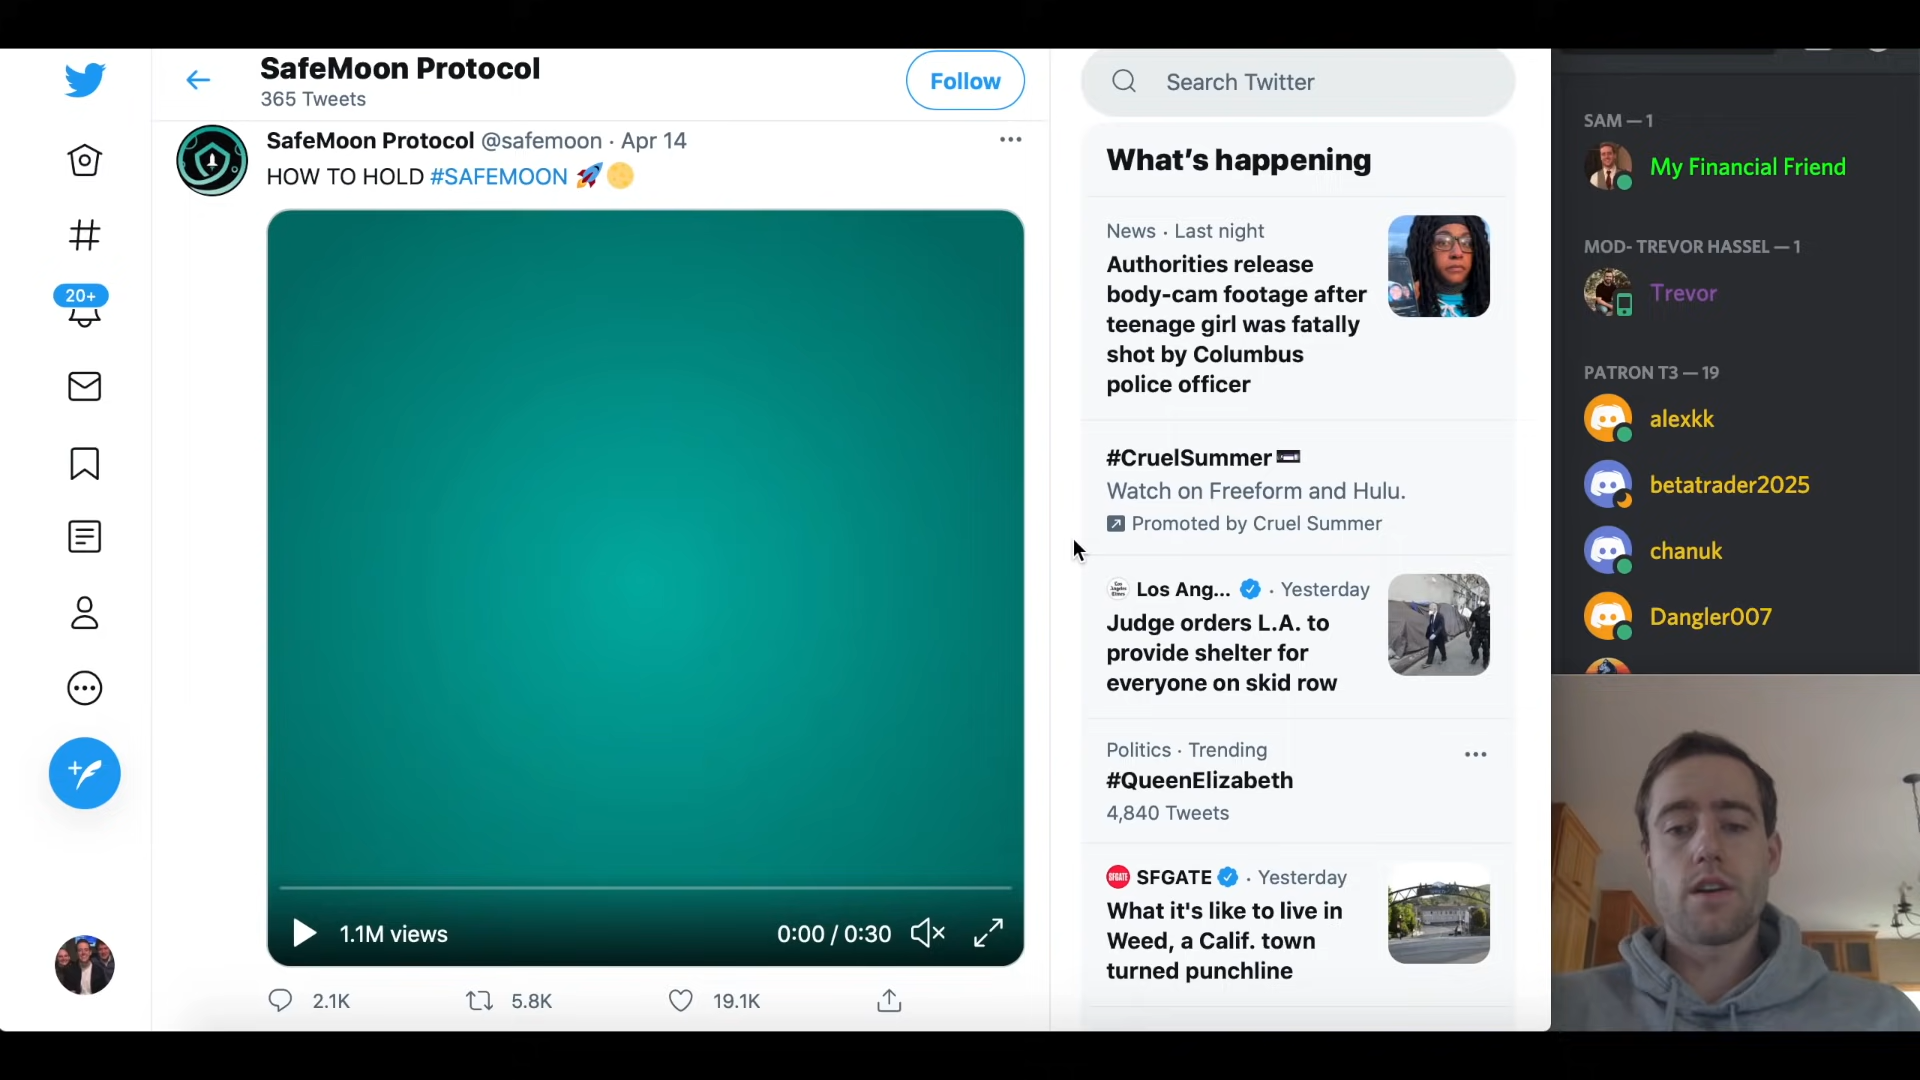 SafeMoon Protocol
365 Tweets
Follow
SafeMoon Protocol @safemoon · Apr 14
HOW TO HOLD #SAFEMOON 🚀🌕
1.1M views
0:00 / 0:30
2.1K
5.8K
19.1K
20+
Search Twitter
What's happening
News · Last night
Authorities release
body-cam footage after
teenage girl was fatally
shot by Columbus
police officer
#CruelSummer
Watch on Freeform and Hulu.
Promoted by Cruel Summer
Los Ang... · Yesterday
Judge orders L.A. to
provide shelter for
everyone on skid row
Politics · Trending
#QueenElizabeth
4,840 Tweets
SFGATE · Yesterday
What it's like to live in
Weed, a Calif. town
turned punchline
SAM — 1
My Financial Friend
MOD- TREVOR HASSEL — 1
Trevor
PATRON T3 — 19
alexkk
betatrader2025
chanuk
Dangler007